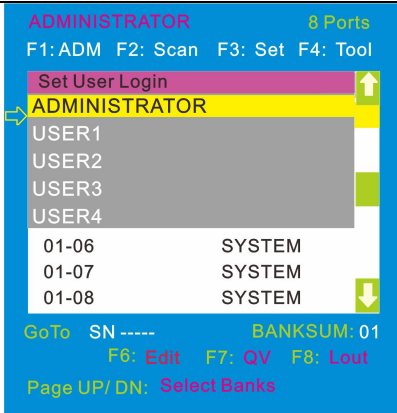 ADMINISTRATOR 8 Ports
F1: ADM F2: Scan F3: Set F4: Tool
Set User Login
ADMINISTRATOR
USER1
USER2
USER3
USER4
01-06 SYSTEM
01-07 SYSTEM
01-08 SYSTEM
GoTo SN ----- BANKSUM: 01
F6: Edit F7: QV F8: Lout
Page UP/ DN: Select Banks